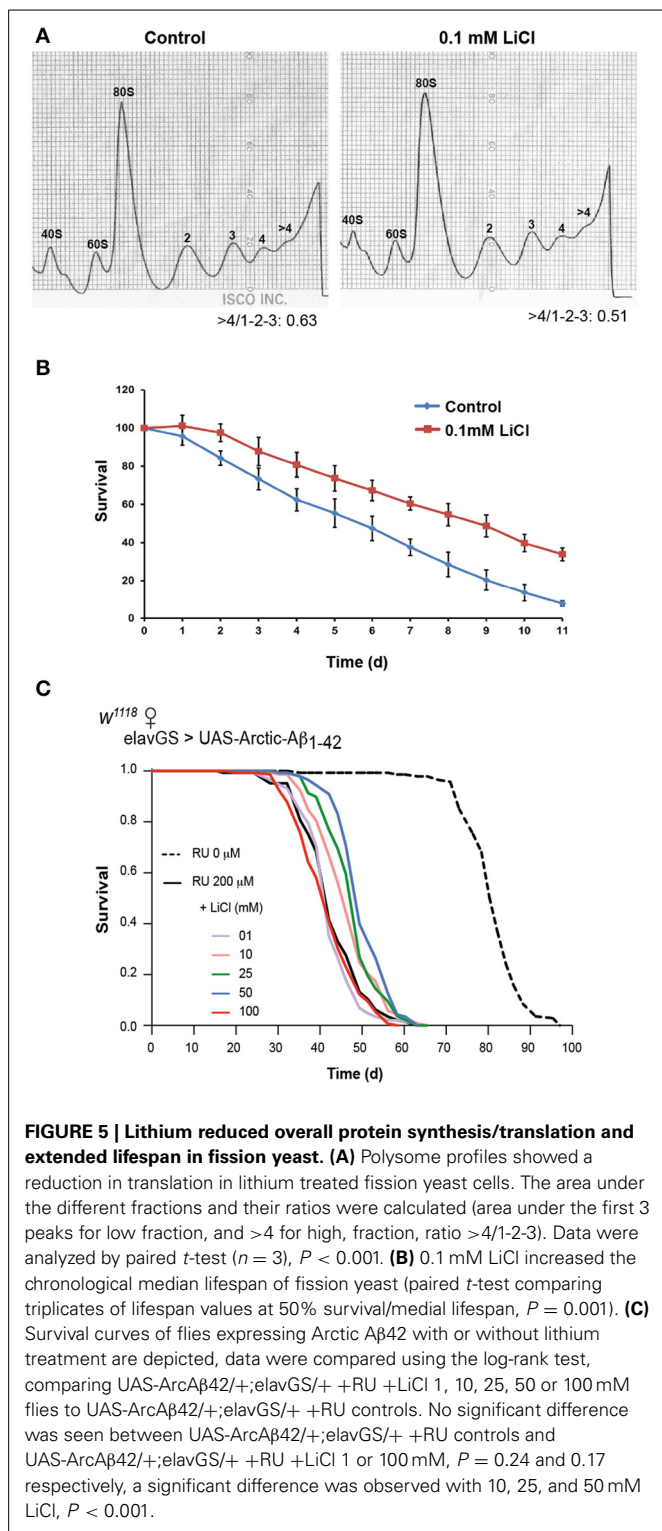 A
Control
0.1 mM LiCl
80S
40S
60S
2
3
4
>4
ISCO INC.
>4/1-2-3: 0.63
80S
40S
60S
2
3
4
>4
>4/1-2-3: 0.51
B
120
100
80
60
40
20
0
Survival
Control
0.1mM LiCl
0 1 2 3 4 5 6 7 8 9 10 11
Time (d)
C
w1118 ♀
elavGS > UAS-Arctic-Aβ1-42
1.0
0.8
0.6
0.4
0.2
0.0
Survival
RU 0 μM
RU 200 μM
+ LiCl (mM)
01
10
25
50
100
0 10 20 30 40 50 60 70 80 90 100
Time (d)
FIGURE 5 | Lithium reduced overall protein synthesis/translation and
extended lifespan in fission yeast. (A) Polysome profiles showed a
reduction in translation in lithium treated fission yeast cells. The area under
the different fractions and their ratios were calculated (area under the first 3
peaks for low fraction, and >4 for high, fraction, ratio >4/1-2-3). Data were
analyzed by paired t-test (n = 3), P < 0.001. (B) 0.1 mM LiCl increased the
chronological median lifespan of fission yeast (paired t-test comparing
triplicates of lifespan values at 50% survival/medial lifespan, P = 0.001). (C)
Survival curves of flies expressing Arctic Aβ42 with or without lithium
treatment are depicted, data were compared using the log-rank test,
comparing UAS-ArcAβ42/+;elavGS/+ +RU +LiCl 1, 10, 25, 50 or 100 mM
flies to UAS-ArcAβ42/+;elavGS/+ +RU controls. No significant difference
was seen between UAS-ArcAβ42/+;elavGS/+ +RU controls and
UAS-ArcAβ42/+;elavGS/+ +RU +LiCl 1 or 100 mM, P = 0.24 and 0.17
respectively, a significant difference was observed with 10, 25, and 50 mM
LiCl, P < 0.001.